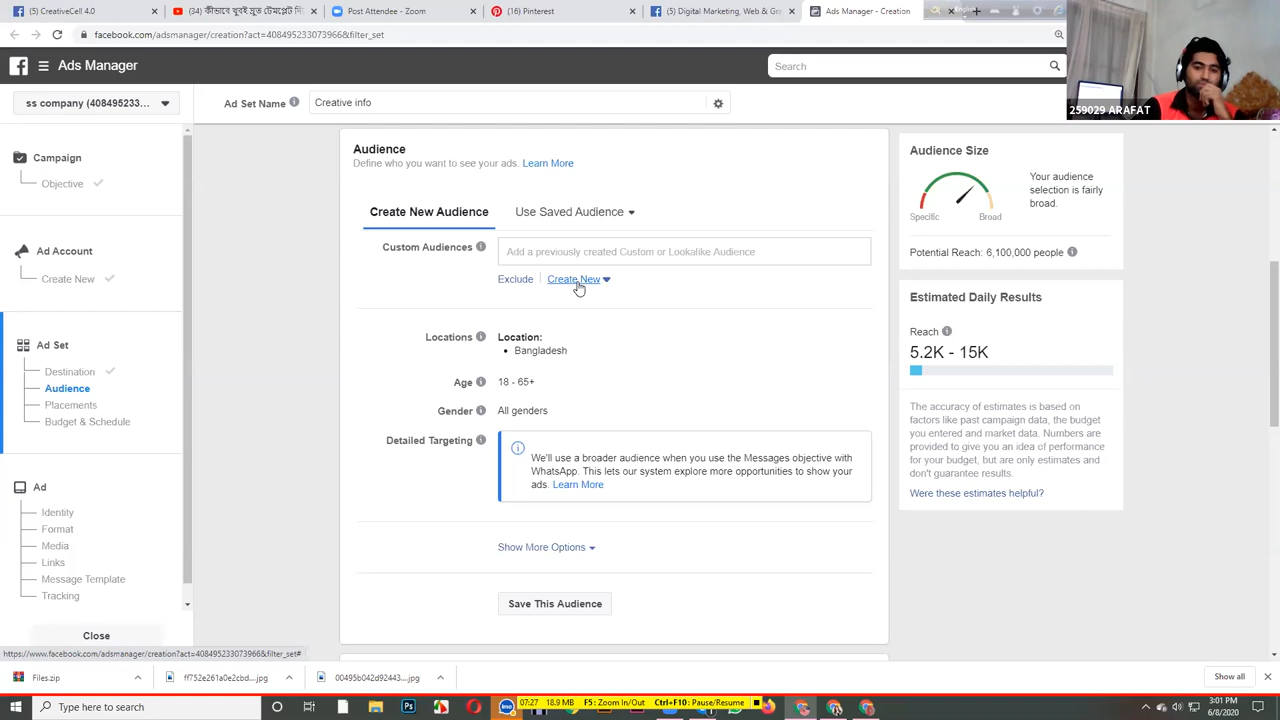 (5) CreativeCell 4.0
(34) কীভাবে খুবই দ্রুত টেমপ্লেট নি
Post Attendee - Zoom
(16) Pinterest
(5) Digital Marketing, Web & Gr
Ads Manager - Creation
facebook.com/adsmanager/creation?act=408495233073966&filter_set
Ads Manager
Search
259029 ARAFAT
ss company (408495233...
Ad Set Name
Creative info
Campaign
Objective
Ad Account
Create New
Ad Set
Destination
Audience
Placements
Budget & Schedule
Ad
Identity
Format
Media
Links
Message Template
Tracking
Close
Audience
Define who you want to see your ads. Learn More
Create New Audience
Use Saved Audience
Custom Audiences
Add a previously created Custom or Lookalike Audience
Exclude
Create New
Locations
Location:
Bangladesh
Age
18 - 65+
Gender
All genders
Detailed Targeting
We'll use a broader audience when you use the Messages objective with
WhatsApp. This lets our system explore more opportunities to show your
ads. Learn More
Show More Options
Save This Audience
Audience Size
Your audience
selection is fairly
broad.
Specific
Broad
Potential Reach: 6,100,000 people
Estimated Daily Results
Reach
5.2K - 15K
The accuracy of estimates is based on
factors like past campaign data, the budget
you entered and market data. Numbers are
provided to give you an idea of performance
for your budget, but are only estimates and
don't guarantee results.
Were these estimates helpful?
https://www.facebook.com/adsmanager/creation?act=408495233073966&filter_set#
Files.zip
ff752e261a0e2cbd....jpg
00495b042d92443....jpg
Show all
Type here to search
07:27 18.9 MB F5: Zoom In/Out Ctrl+F10: Pause/Resume
3:01 PM
6/8/2020